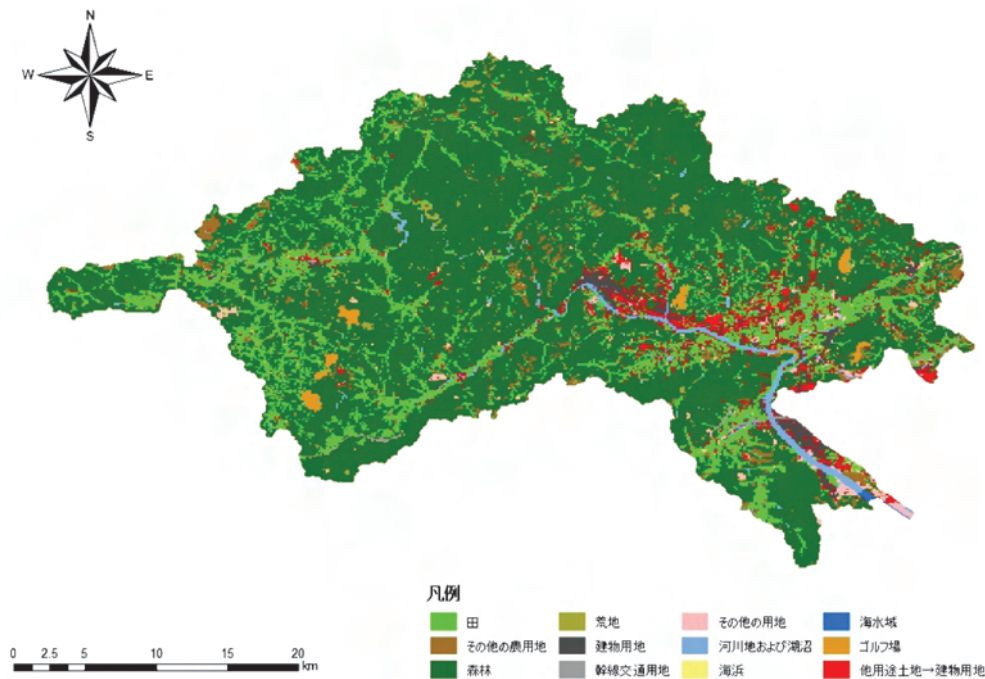 N
W E
S
凡例
田 荒地 その他の用地 海水域
その他の農用地 建物用地 河川地および湖沼 ゴルフ場
森林 幹線交通用地 海浜 他用途土地→建物用地
0 2.5 5 10 15 20
km